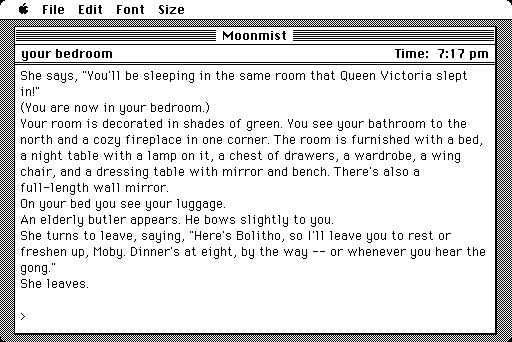 File Edit Font Size
Moonmist
your bedroom Time: 7:17 pm
She says, "You'll be sleeping in the same room that Queen Victoria slept
in!"
(You are now in your bedroom.)
Your room is decorated in shades of green. You see your bathroom to the
north and a cozy fireplace in one corner. The room is furnished with a bed,
a night table with a lamp on it, a chest of drawers, a wardrobe, a wing
chair, and a dressing table with mirror and bench. There's also a
full-length wall mirror.
On your bed you see your luggage.
An elderly butler appears. He bows slightly to you.
She turns to leave, saying, "Here's Bolitho, so I'll leave you to rest or
freshen up, Moby. Dinner's at eight, by the way -- or whenever you hear the
gong."
She leaves.
>